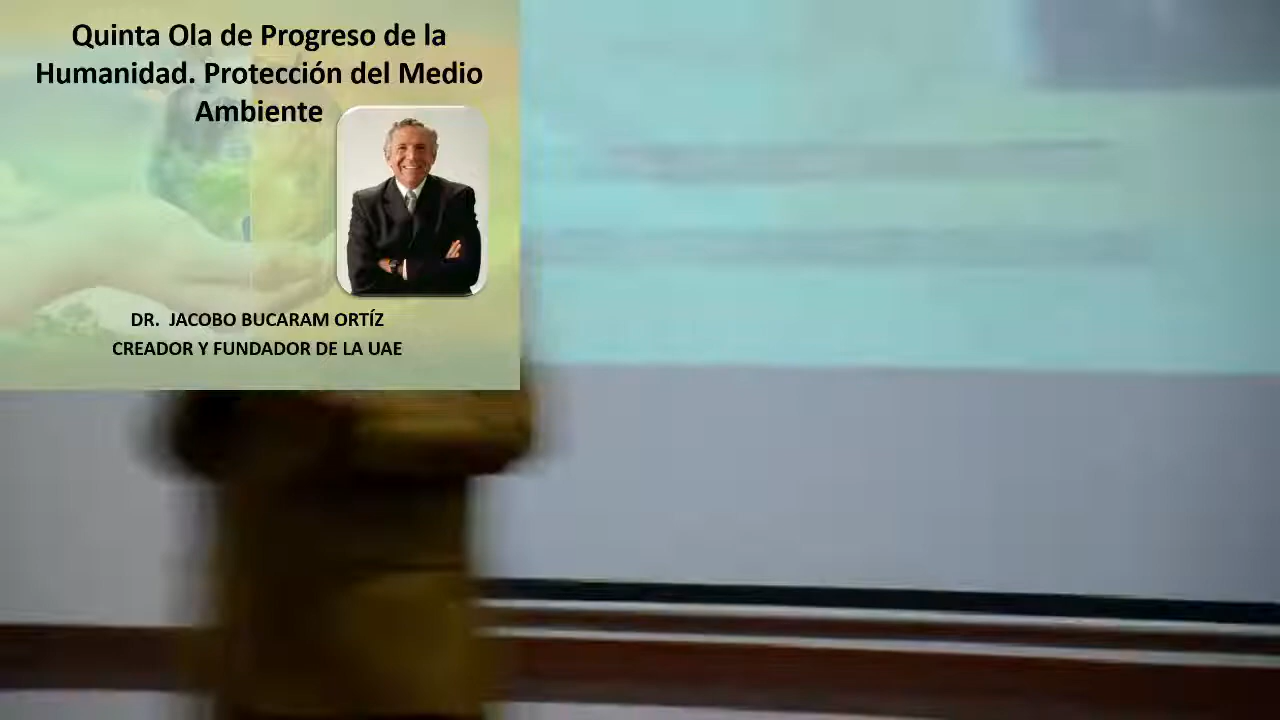 Quinta Ola de Progreso de la
Humanidad. Protección del Medio
Ambiente
DR.  JACOBO BUCARAM ORTÍZ
CREADOR Y FUNDADOR DE LA UAE